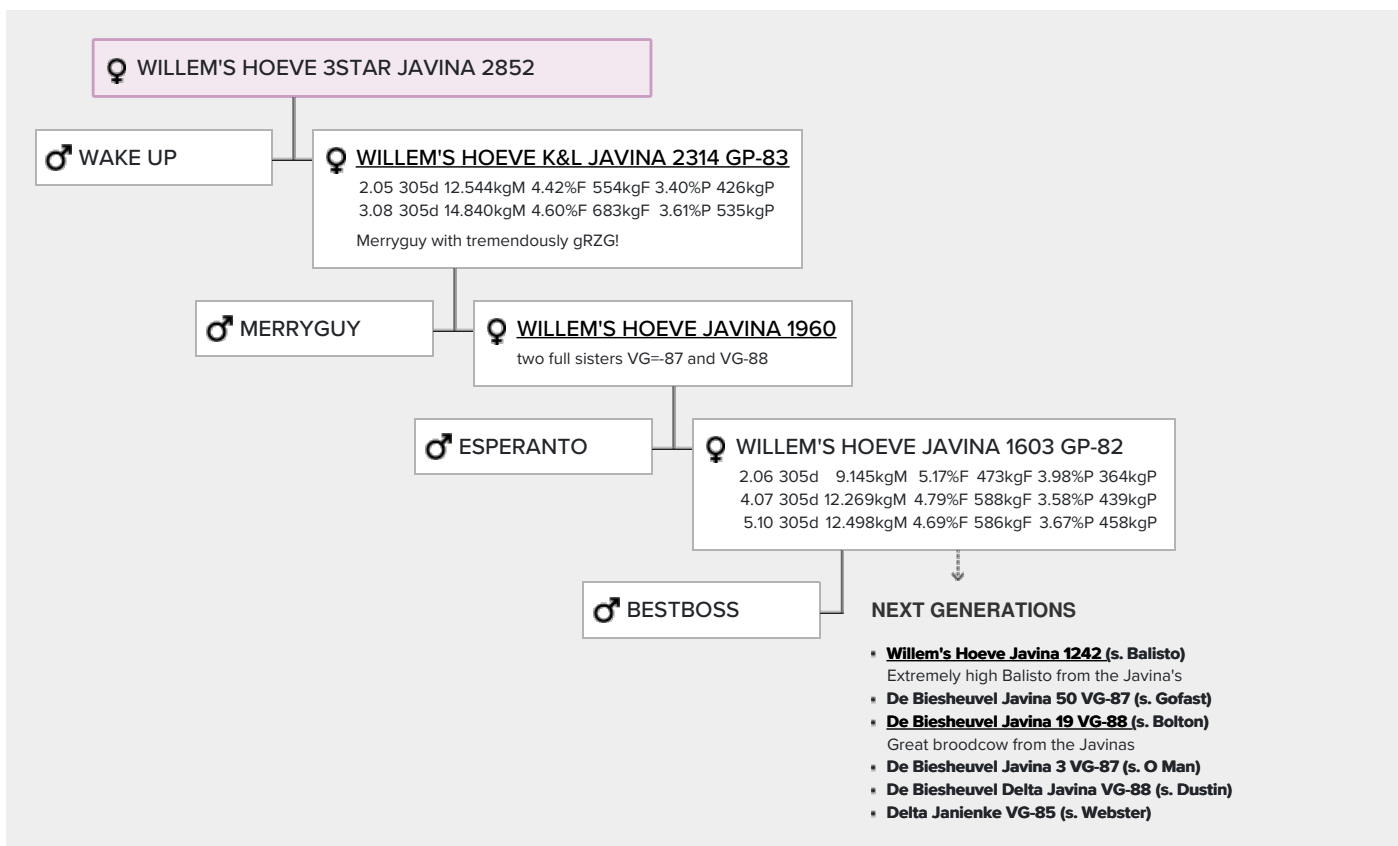 WILLEM'S HOEVE 3STAR JAVINA 2852
WAKE UP
WILLEM'S HOEVE K&L JAVINA 2314 GP-83
2.05 305d 12.544kgM 4.42%F 554kgF 3.40%P 426kgP
3.08 305d 14.840kgM 4.60%F 683kgF 3.61%P 535kgP
Merryguy with tremendously gRZG!
MERRYGUY
WILLEM'S HOEVE JAVINA 1960
two full sisters VG=-87 and VG-88
ESPERANTO
WILLEM'S HOEVE JAVINA 1603 GP-82
2.06 305d 9.145kgM 5.17%F 473kgF 3.98%P 364kgP
4.07 305d 12.269kgM 4.79%F 588kgF 3.58%P 439kgP
5.10 305d 12.498kgM 4.69%F 586kgF 3.67%P 458kgP
BESTBOSS
NEXT GENERATIONS
Willem's Hoeve Javina 1242 (s. Balisto)
Extremely high Balisto from the Javina's
De Biesheuvel Javina 50 VG-87 (s. Gofast)
De Biesheuvel Javina 19 VG-88 (s. Bolton)
Great broodcow from the Javinas
De Biesheuvel Javina 3 VG-87 (s. O Man)
De Biesheuvel Delta Javina VG-88 (s. Dustin)
Delta Janienke VG-85 (s. Webster)